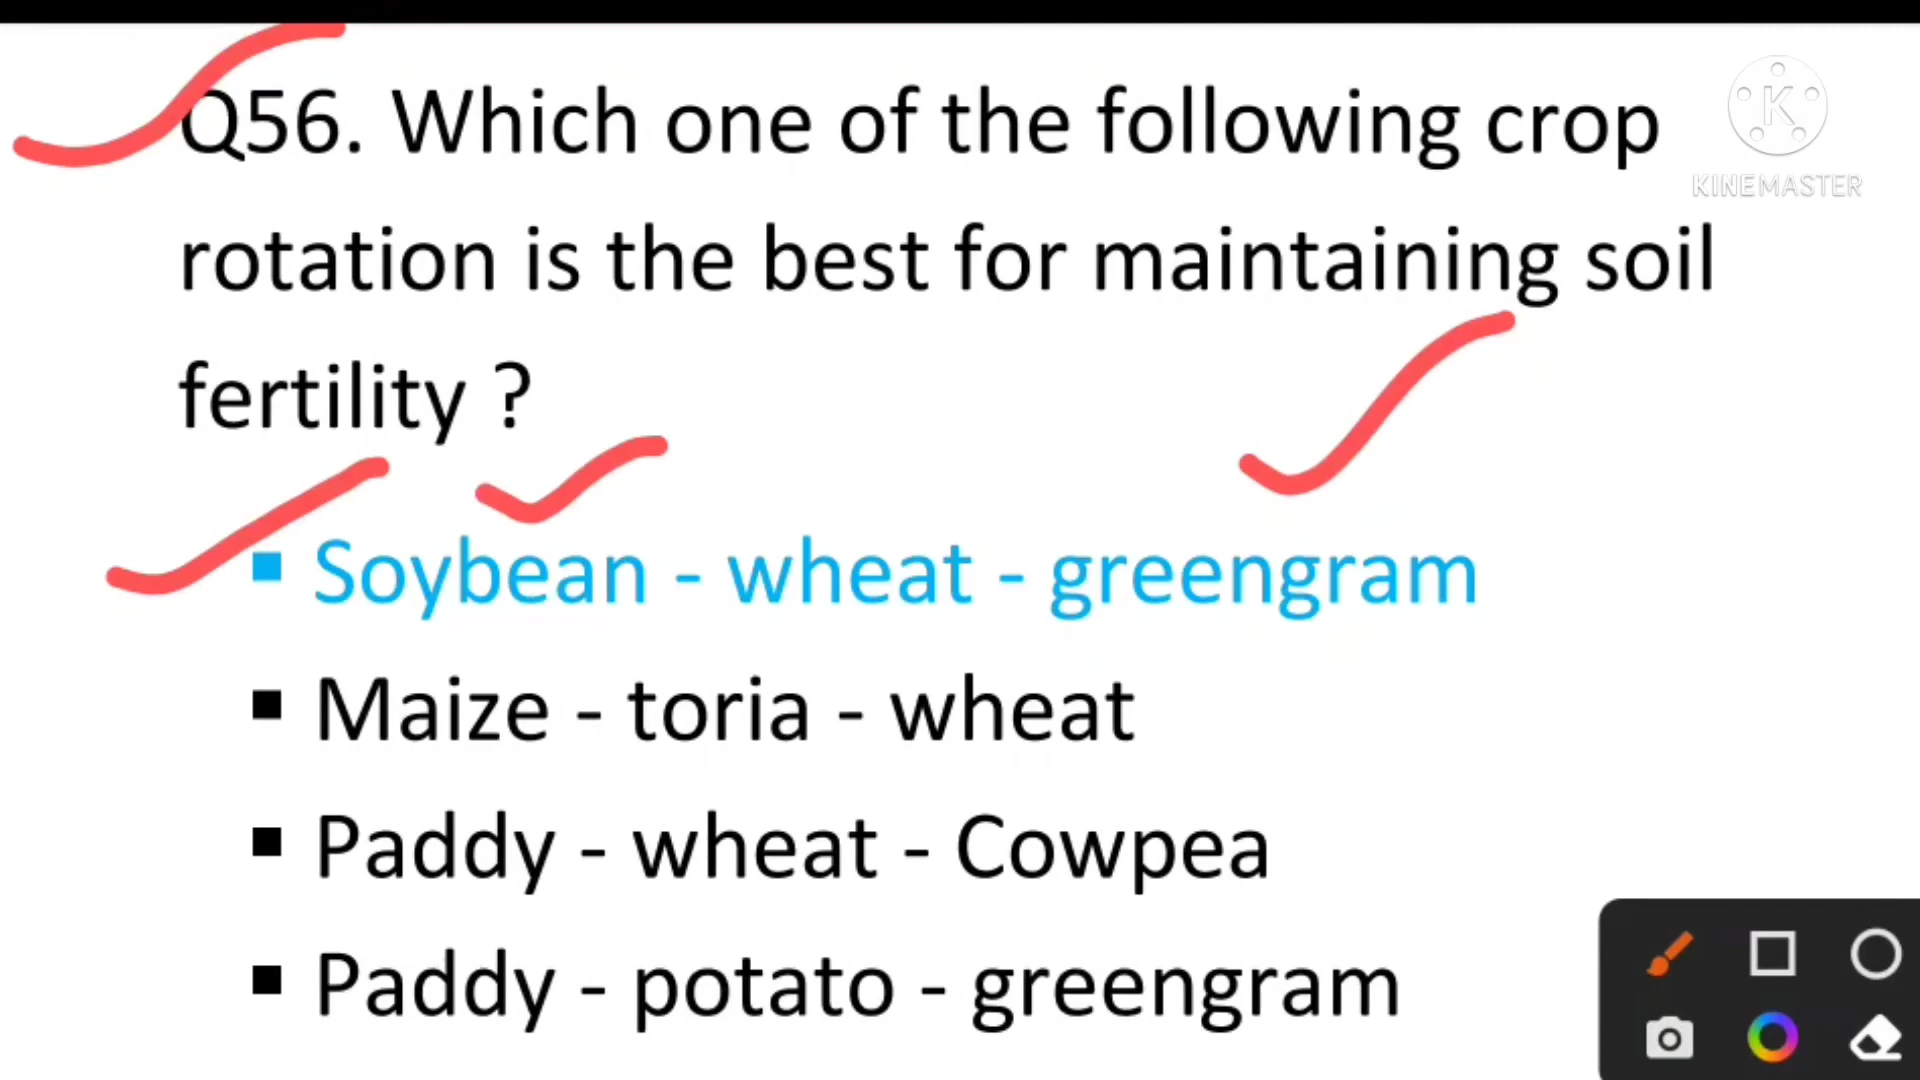 Q56. Which one of the following crop
rotation is the best for maintaining soil
fertility ?
▪ Soybean - wheat - greengram
▪ Maize - toria - wheat
▪ Paddy - wheat - Cowpea
▪ Paddy - potato - greengram
K
KINEMASTER